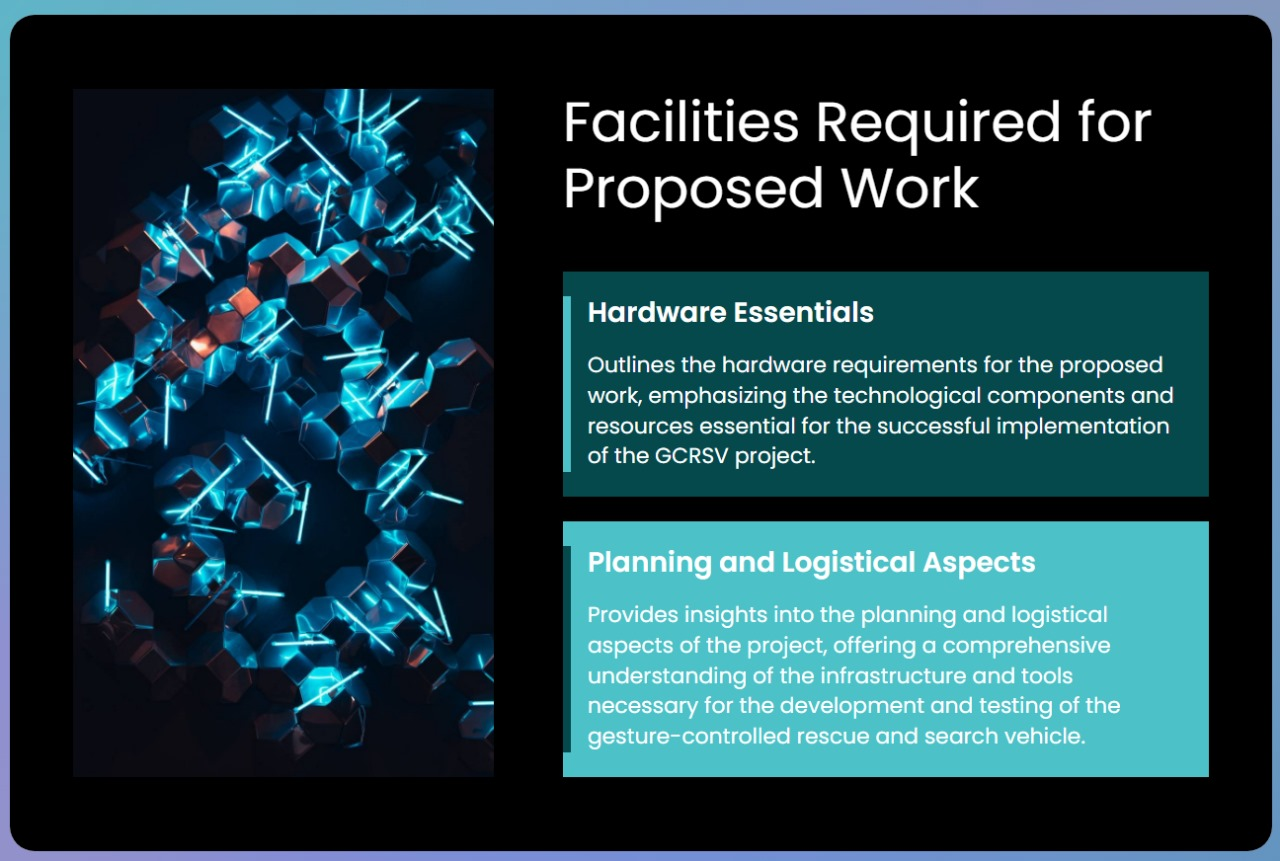 Facilities Required for
Proposed Work
Hardware Essentials
Outlines the hardware requirements for the proposed
work, emphasizing the technological components and
resources essential for the successful implementation
of the GCRSV project.
Planning and Logistical Aspects
Provides insights into the planning and logistical
aspects of the project, offering a comprehensive
understanding of the infrastructure and tools
necessary for the development and testing of the
gesture-controlled rescue and search vehicle.